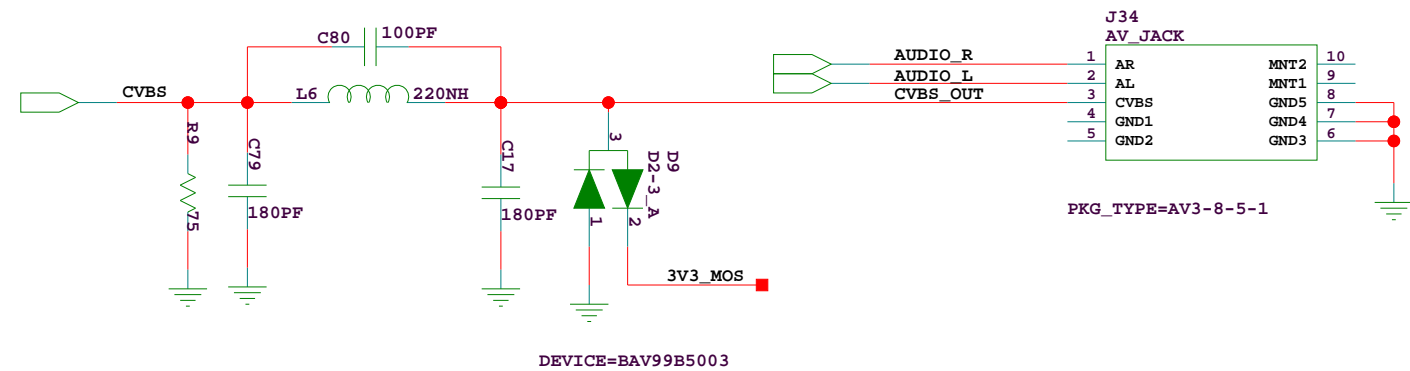 J34
AV_JACK
C80
100PF
AUDIO_R
1
AR
MNT2
10
AUDIO_L
2
AL
MNT1
9
CVBS
L6
220NH
CVBS_OUT
3
CVBS
GND5
8
4
GND1
GND4
7
5
GND2
GND3
6
R9
75
C79
180PF
C17
180PF
3
D9
D2-3_A
1
2
PKG_TYPE=AV3-8-5-1
3V3_MOS
DEVICE=BAV99B5003